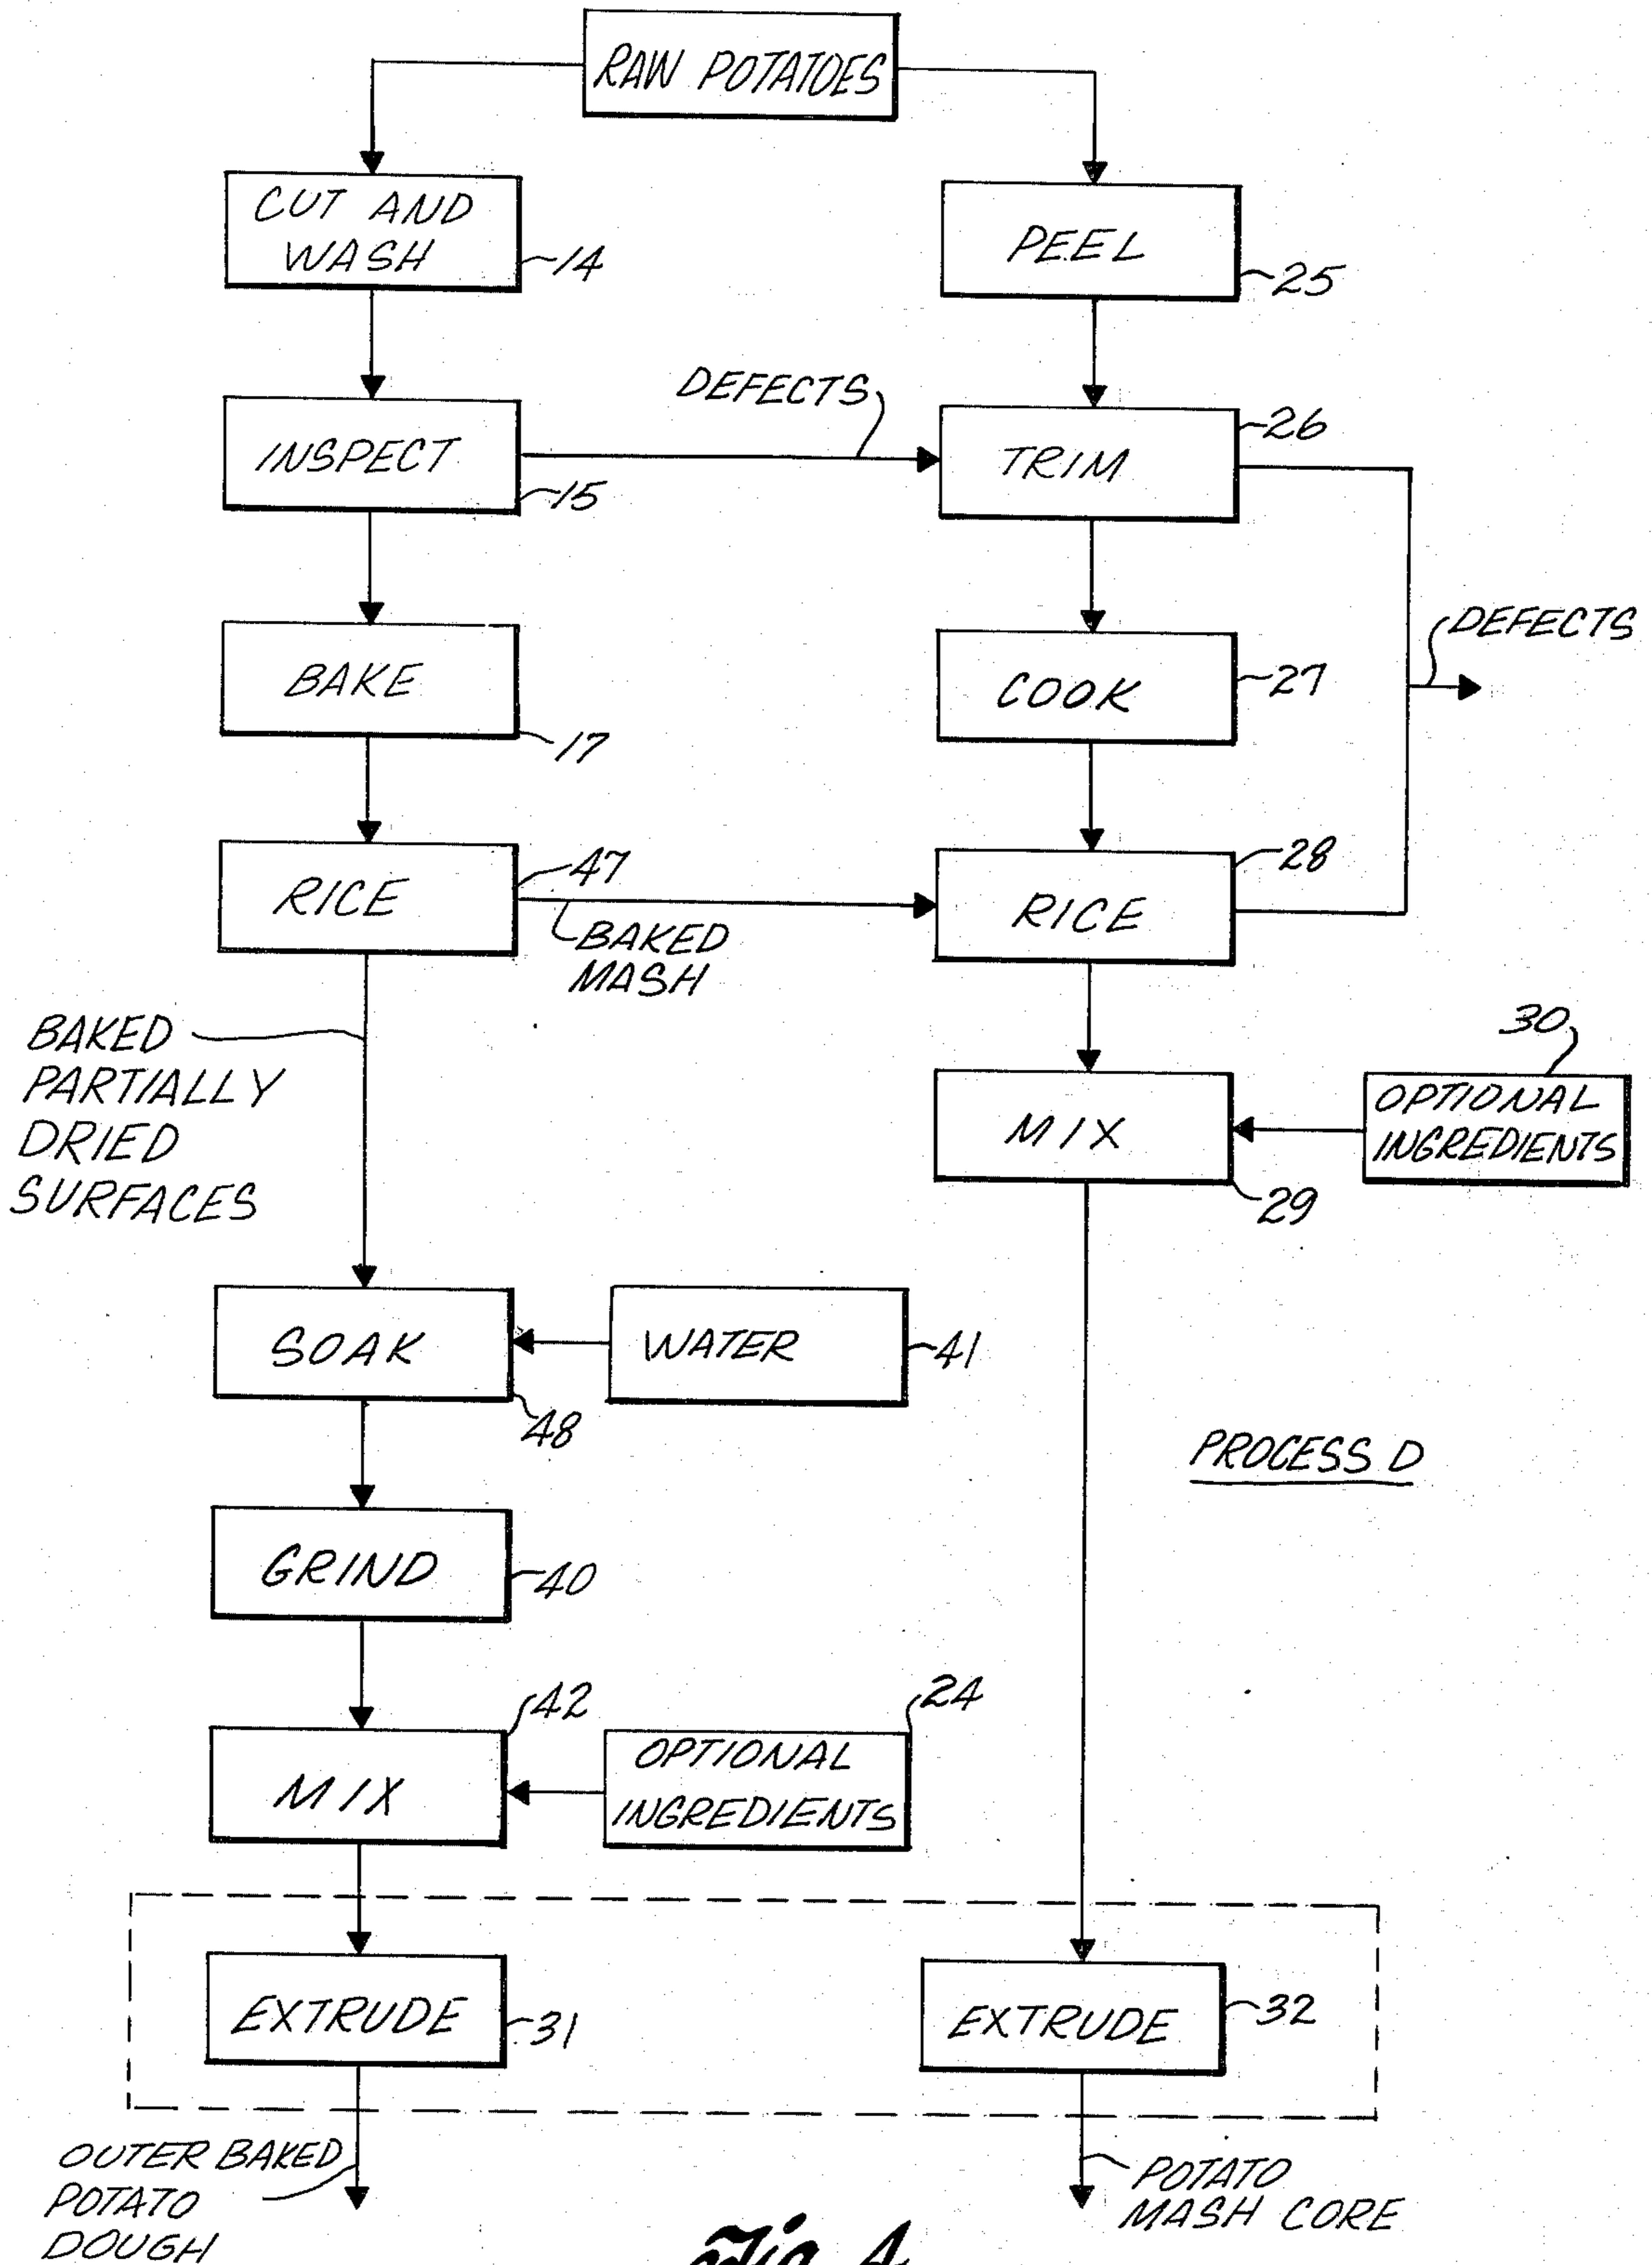 RAW POTATOES
CUT AND
WASH
14
PEEL
25
DEFECTS
INSPECT
15
TRIM
26
BAKE
17
COOK
27
DEFECTS
RICE
47
BAKED
MASH
RICE
28
BAKED
PARTIALLY
DRIED
SURFACES
MIX
29
30
OPTIONAL
INGREDIENTS
SOAK
48
WATER
41
PROCESS D
GRIND
40
MIX
42
24
OPTIONAL
INGREDIENTS
EXTRUDE
31
EXTRUDE
32
OUTER BAKED
POTATO
DOUGH
POTATO
MASH CORE
Fig. 4